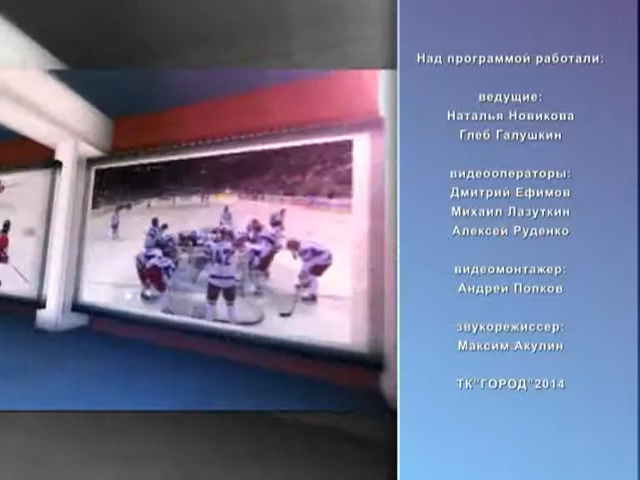 Над программой работали:
ведущие:
Наталья Новикова
Глеб Галушкин
видеооператоры:
Дмитрий Ефимов
Михаил Лазуткин
Алексей Руденко
видеомонтажер:
Андрей Попков
звукорежиссер:
Максим Акулин
ТК"ГОРОД"2014